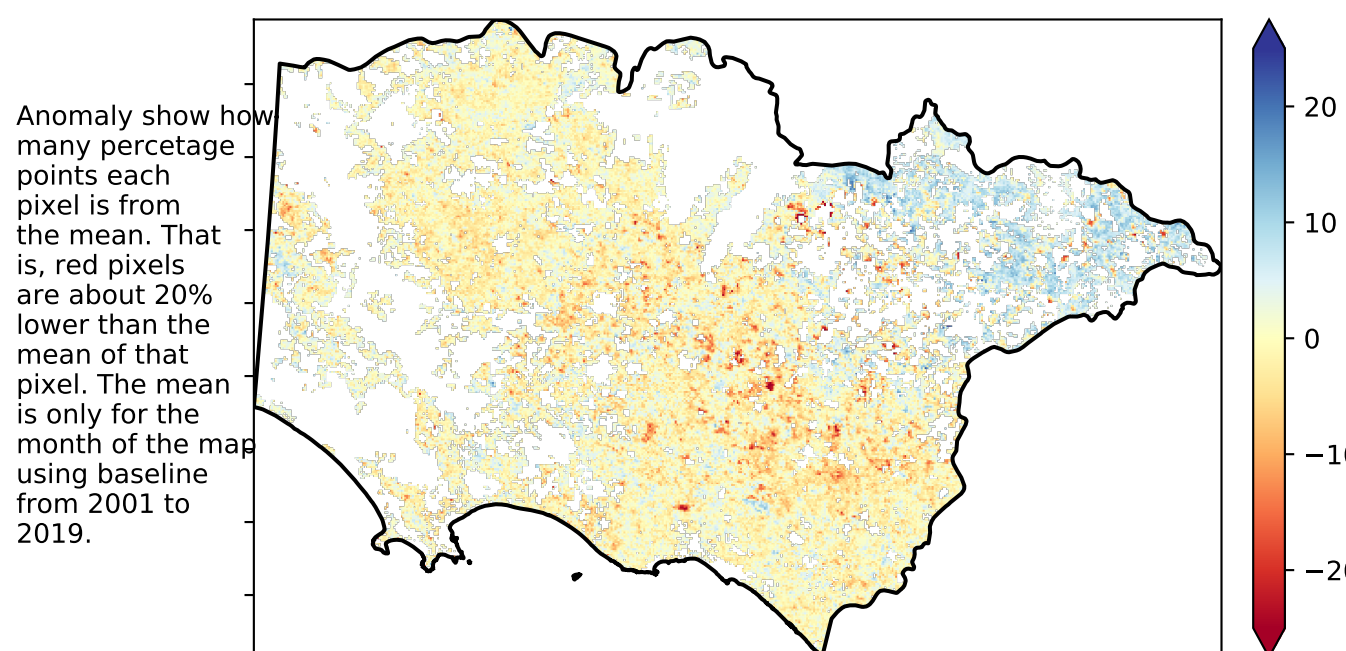 Anomaly show how
many percetage
points each
pixel is from
the mean. That
is, red pixels
are about 20%
lower than the
mean of that
pixel. The mean
is only for the
month of the map
using baseline
from 2001 to
2019.
20
10
0
−10
−20